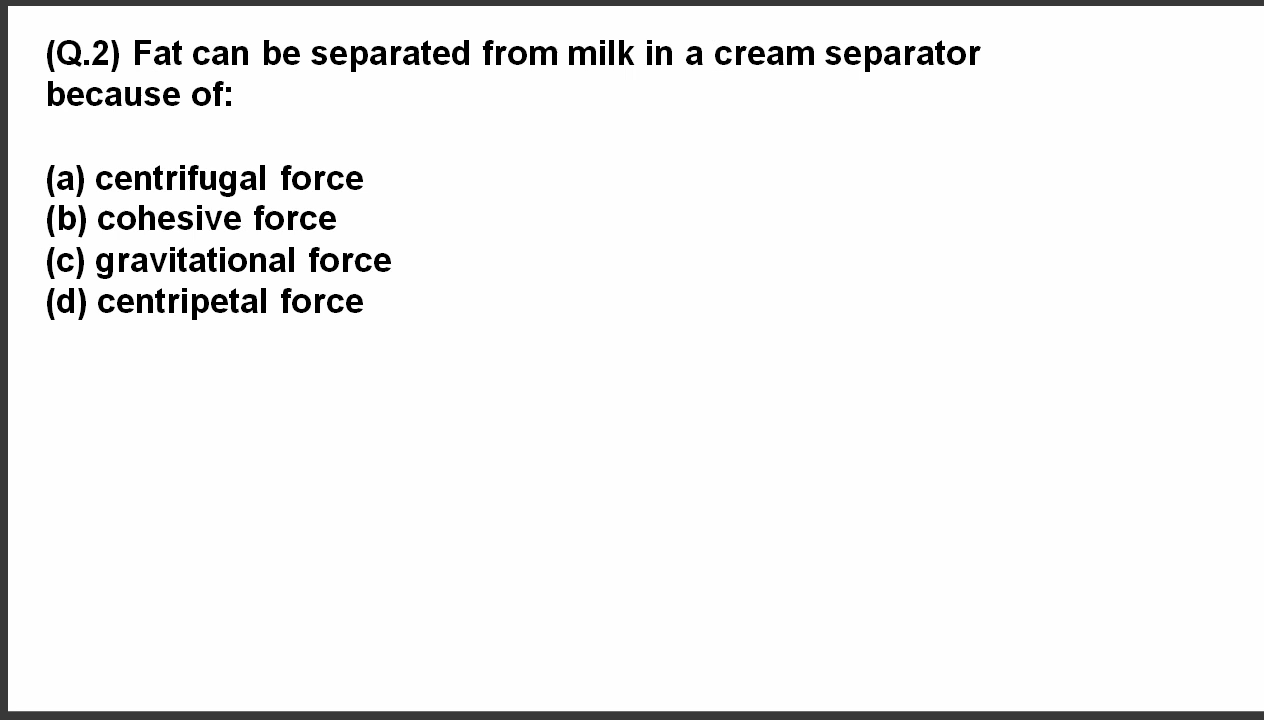 (Q.2) Fat can be separated from milk in a cream separator
because of:
(a) centrifugal force
(b) cohesive force
(c) gravitational force
(d) centripetal force